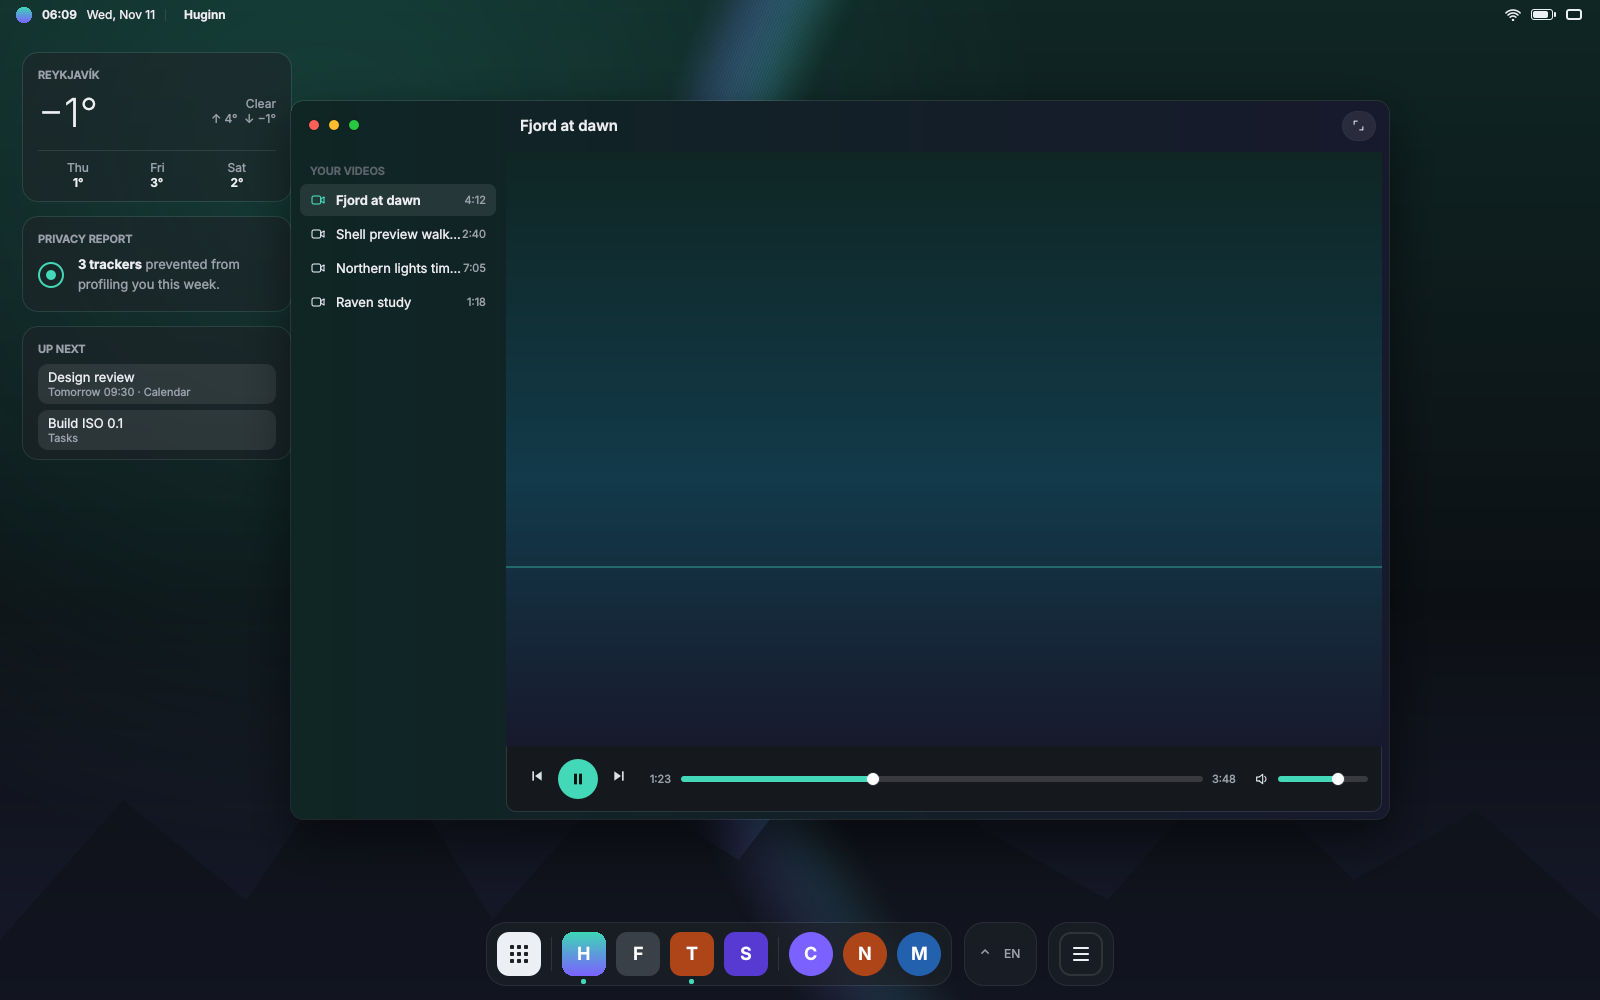 06:09 Wed, Nov 11 Huginn
REYKJAVÍK
−1°
Clear
↑ 4° ↓ −1°
Thu Fri Sat
1° 3° 2°
PRIVACY REPORT
3 trackers prevented from
profiling you this week.
UP NEXT
Design review
Tomorrow 09:30 · Calendar
Build ISO 0.1
Tasks
Fjord at dawn
YOUR VIDEOS
Fjord at dawn 4:12
Shell preview walk... 2:40
Northern lights tim... 7:05
Raven study 1:18
1:23 3:48
H F T S C N M EN